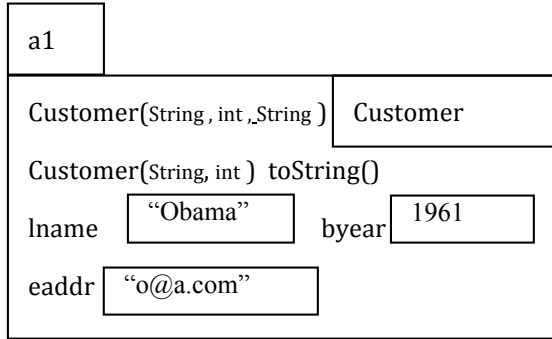 a1
Customer(String , int , String ) Customer
Customer(String, int ) toString()
lname “Obama” byear 1961
eaddr “o@a.com”